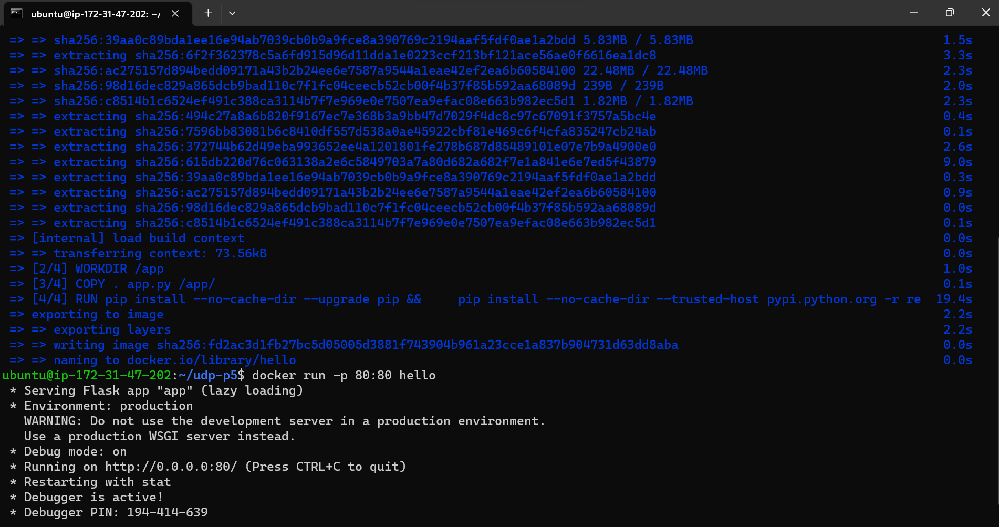 ubuntu@ip-172-31-47-202: ~/
=> => sha256:39aa0c89bda1ee16e94ab7039cb0b9a9fce8a390769c2194aaf5fdf0ae1a2bdd 5.83MB / 5.83MB 1.5s
=> => extracting sha256:6f2f362378c5a6fd915d96d11dda1e0223ccf213bf121ace56ae0f6616ea1dc8 3.3s
=> => sha256:ac275157d894bedd09171a43b2b24ee6e7587a9544a1eae42ef2ea6b60584100 22.48MB / 22.48MB 2.3s
=> => sha256:98d16dec829a865dcb9bad110c7f1fc04ceecb52cb00f4b37f85b592aa68089d 239B / 239B 2.0s
=> => sha256:c8514b1c6524ef491c388ca3114b7f7e969e0e7507ea9efac08e663b982ec5d1 1.82MB / 1.82MB 2.3s
=> => extracting sha256:494c27a8a6b820f9167ec7e368b3a9bb47d7029f4dc8c97c67091f3757a5bc4e 0.4s
=> => extracting sha256:7596bb83081b6c8410df557d538a0ae45922cbf81e469c6f4cfa835247cb24ab 0.1s
=> => extracting sha256:372744b62d49eba993652ee4a1201801fe278b687d85489101e07e7b9a4900e0 2.6s
=> => extracting sha256:615db220d76c063138a2e6c5849703a7a80d682a682f7e1a841e6e7ed5f43879 9.0s
=> => extracting sha256:39aa0c89bda1ee16e94ab7039cb0b9a9fce8a390769c2194aaf5fdf0ae1a2bdd 0.3s
=> => extracting sha256:ac275157d894bedd09171a43b2b24ee6e7587a9544a1eae42ef2ea6b60584100 0.9s
=> => extracting sha256:98d16dec829a865dcb9bad110c7f1fc04ceecb52cb00f4b37f85b592aa68089d 0.0s
=> => extracting sha256:c8514b1c6524ef491c388ca3114b7f7e969e0e7507ea9efac08e663b982ec5d1 0.1s
=> [internal] load build context 0.0s
=> => transferring context: 73.56kB 0.0s
=> [2/4] WORKDIR /app 1.0s
=> [3/4] COPY . app.py /app/ 0.1s
=> [4/4] RUN pip install --no-cache-dir --upgrade pip &&     pip install --no-cache-dir --trusted-host pypi.python.org -r re 19.4s
=> exporting to image 2.2s
=> => exporting layers 2.2s
=> => writing image sha256:fd2ac3d1fb27bc5d05005d3881f743904b961a23cce1a837b904731d63dd8aba 0.0s
=> => naming to docker.io/library/hello 0.0s
ubuntu@ip-172-31-47-202:~/udp-p5$ docker run -p 80:80 hello
* Serving Flask app "app" (lazy loading)
* Environment: production
WARNING: Do not use the development server in a production environment.
Use a production WSGI server instead.
* Debug mode: on
* Running on http://0.0.0.0:80/ (Press CTRL+C to quit)
* Restarting with stat
* Debugger is active!
* Debugger PIN: 194-414-639